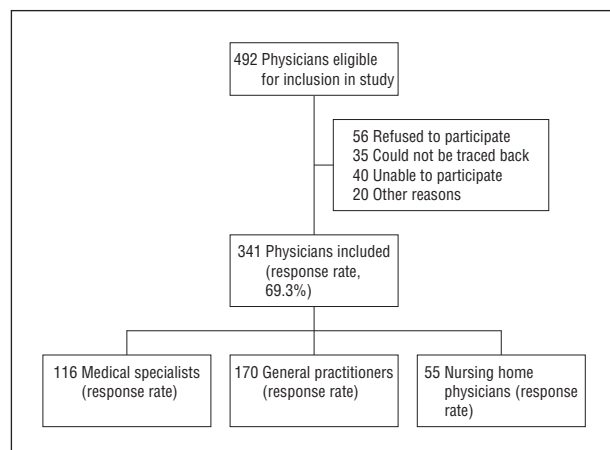 492 Physicians eligible
for inclusion in study
56 Refused to participate
35 Could not be traced back
40 Unable to participate
20 Other reasons
341 Physicians included
(response rate,
69.3%)
116 Medical specialists
(response rate)
170 General practitioners
(response rate)
55 Nursing home
physicians (response
rate)